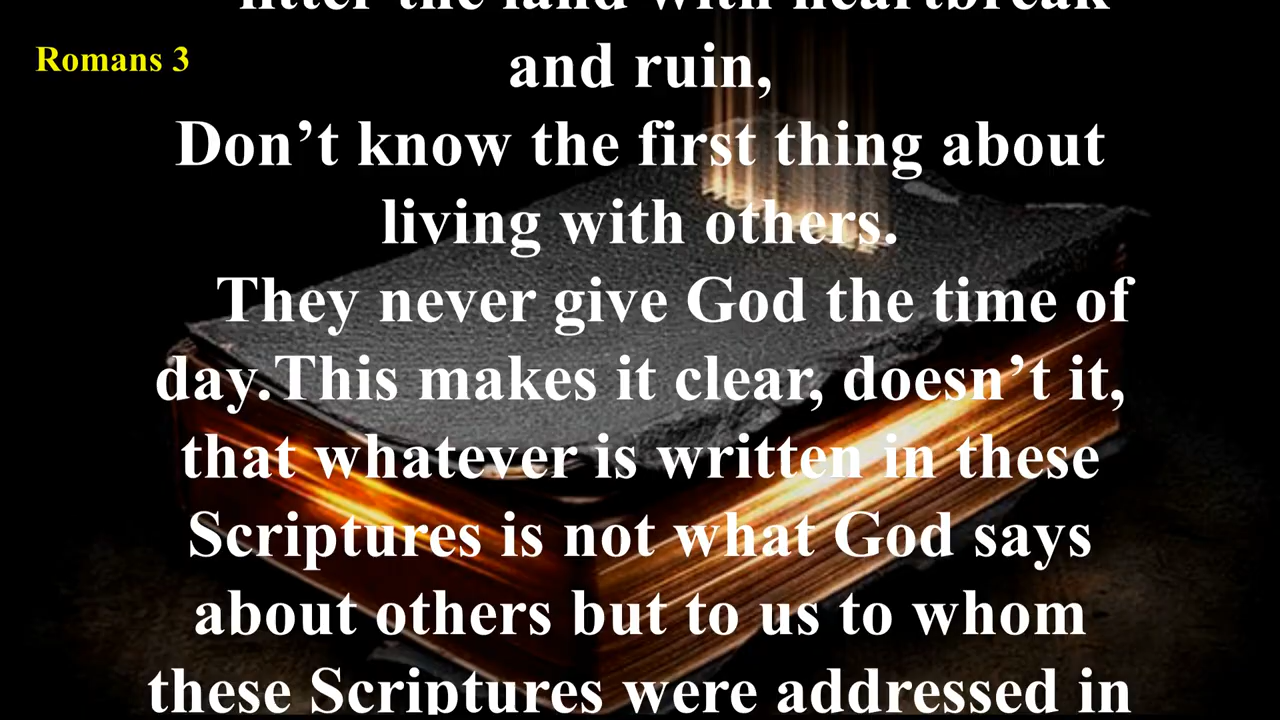 litter the land with heartbreak
Romans 3
and ruin,
Don’t know the first thing about
living with others.
They never give God the time of
day.This makes it clear, doesn’t it,
that whatever is written in these
Scriptures is not what God says
about others but to us to whom
these Scriptures were addressed in